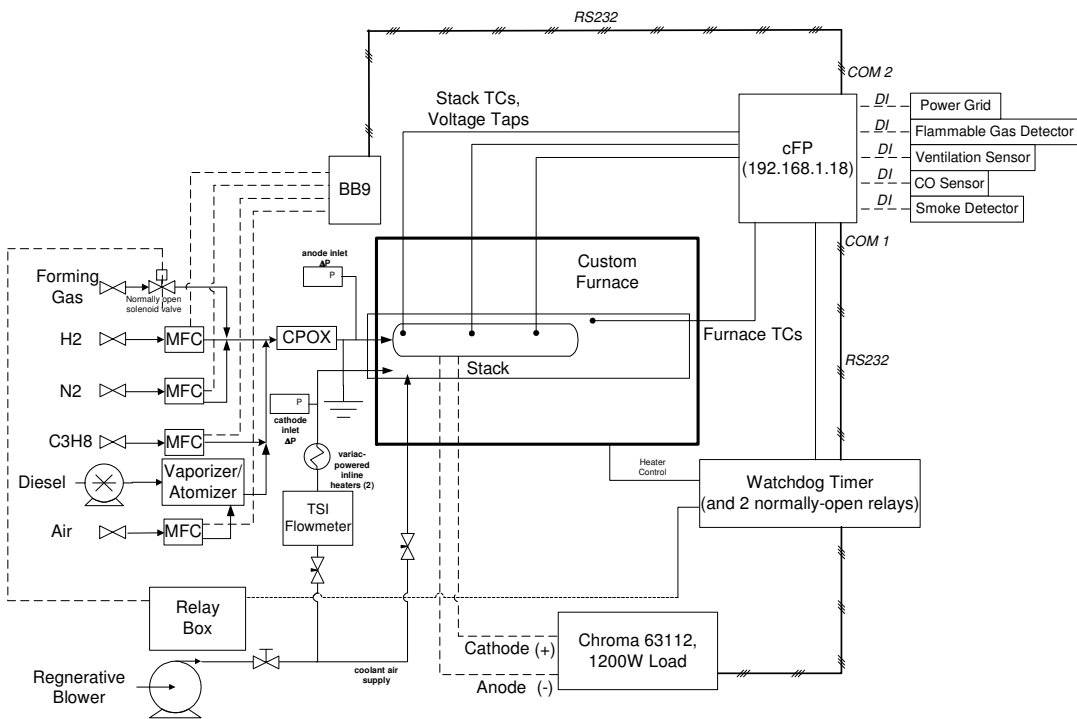 RS232
COM 2
Stack TCs,
Voltage Taps
cFP
(192.168.1.18)
DI
Power Grid
DI
Flammable Gas Detector
DI
Ventilation Sensor
DI
CO Sensor
DI
Smoke Detector
BB9
COM 1
anode inlet
ΔP
P
Custom
Furnace
Forming
Gas
Normally open
solenoid valve
H2
MFC
CPOX
Furnace TCs
Stack
RS232
N2
MFC
P
cathode
inlet
ΔP
C3H8
MFC
variac-
powered
inline
heaters (2)
Heater
Control
Diesel
Vaporizer/
Atomizer
Watchdog Timer
(and 2 normally-open relays)
TSI
Flowmeter
Air
MFC
Relay
Box
Cathode (+)
Chroma 63112,
1200W Load
Anode (-)
coolant air
supply
Regnerative
Blower